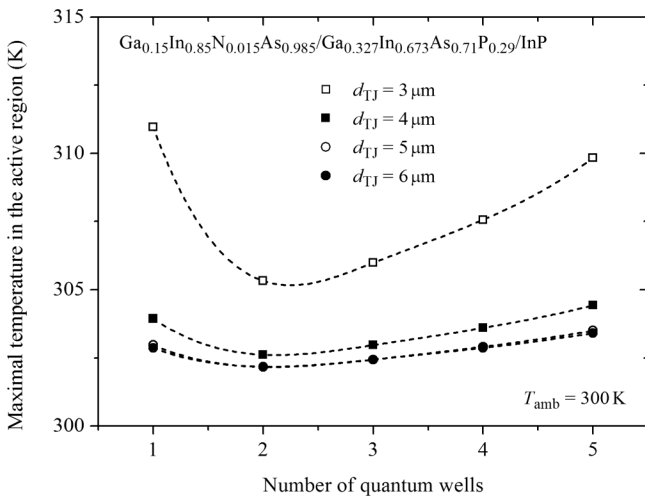 Ga0.15In0.85N0.015As0.985/Ga0.327In0.673As0.71P0.29/InP
dTJ = 3 μm
dTJ = 4 μm
dTJ = 5 μm
dTJ = 6 μm
Maximal temperature in the active region (K)
315
310
305
300
Tamb = 300 K
1 2 3 4 5
Number of quantum wells